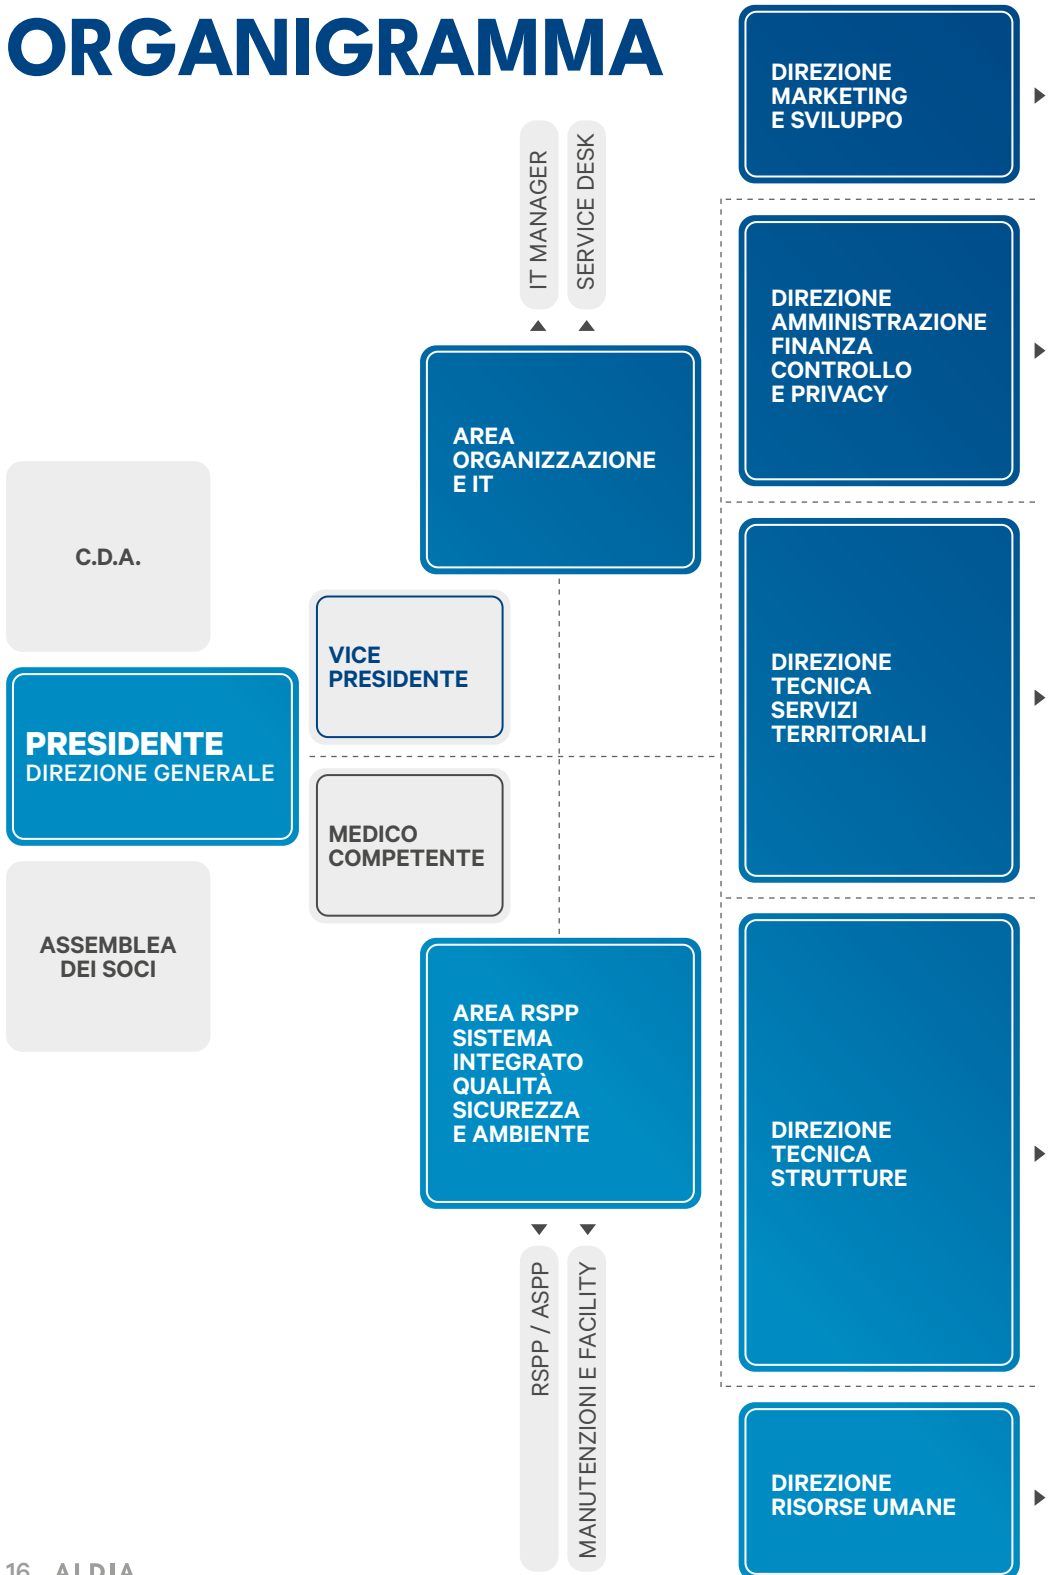 ORGANIGRAMMA
IT MANAGER
SERVICE DESK
AREA
ORGANIZZAZIONE
E IT
C.D.A.
VICE
PRESIDENTE
PRESIDENTE
DIREZIONE GENERALE
MEDICO
COMPETENTE
ASSEMBLEA
DEI SOCI
AREA RSPP
SISTEMA
INTEGRATO
QUALITÀ
SICUREZZA
E AMBIENTE
RSPP / ASPP
MANUTENZIONI E FACILITY
DIREZIONE
MARKETING
E SVILUPPO
DIREZIONE
AMMINISTRAZIONE
FINANZA
CONTROLLO
E PRIVACY
DIREZIONE
TECNICA
SERVIZI
TERRITORIALI
DIREZIONE
TECNICA
STRUTTURE
DIREZIONE
RISORSE UMANE
16 ALDIA